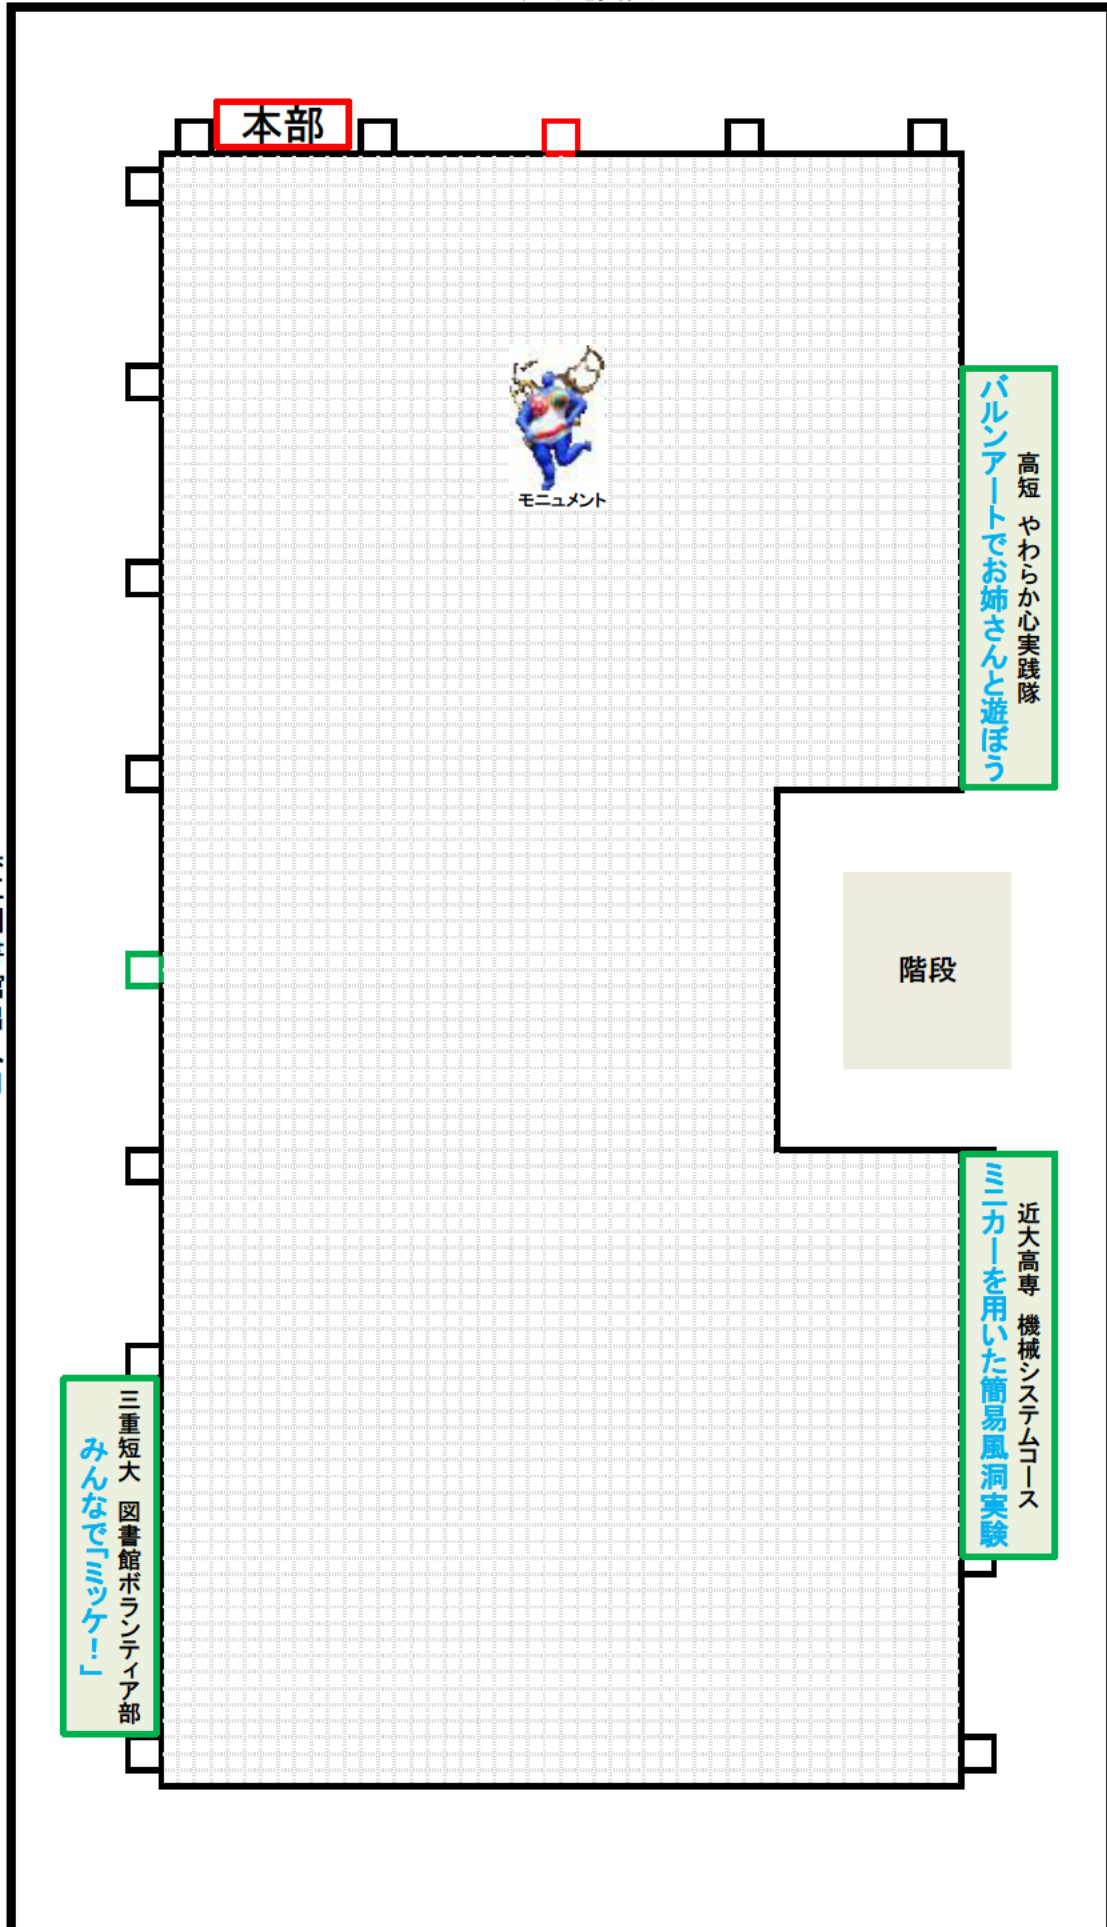 本部
モニュメント
高短　やわらか心実践隊
バルンアートでお姉さんと遊ぼう
階段
近大高専　機械システムコース
ミニカーを用いた簡易風洞実験
三重短大　図書館ボランティア部
みんなで「ミッケ！」